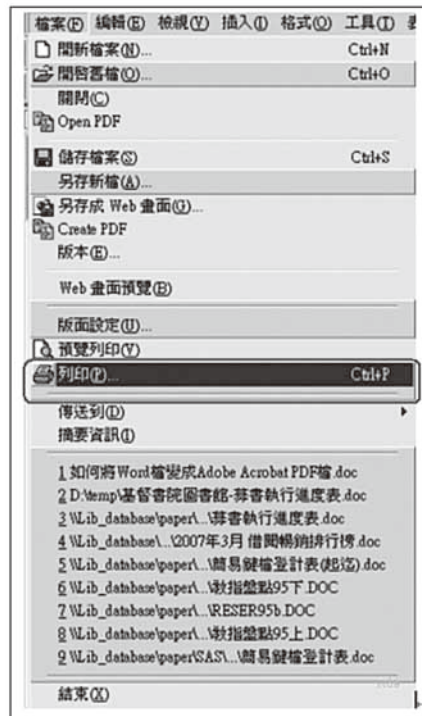 檔案(F) 編輯(E) 檢視(V) 插入(I) 格式(O) 工具(T)
開新檔案(N)... Ctrl+N
開啓舊檔(O)... Ctrl+O
關閉(C)
Open PDF
儲存檔案(S) Ctrl+S
另存新檔(A)...
另存成 Web 畫面(G)...
Create PDF
版本(E)...
Web 畫面預覽(B)
版面設定(U)...
預覽列印(V)
列印(P)... Ctrl+P
傳送到(D)
摘要資訊(I)
1 如何將Word檔變成Adobe Acrobat PDF檔.doc
2 D:\temp\基督書院圖書館-募書執行進度表.doc
3 \\Lib_database\paper\...\募書執行進度表.doc
4 \\Lib_database\...\2007年3月 借閱暢銷排行榜.doc
5 \\Lib_database\paper\...\簡易鍵檔登計表(起迄).doc
6 \\Lib_database\paper\...\教指盤點95下.DOC
7 \\Lib_database\paper\...\RESER95b.DOC
8 \\Lib_database\paper\...\教指盤點95上.DOC
9 \\Lib_database\paper\SAS\...\簡易鍵檔登計表.doc
結束(X)